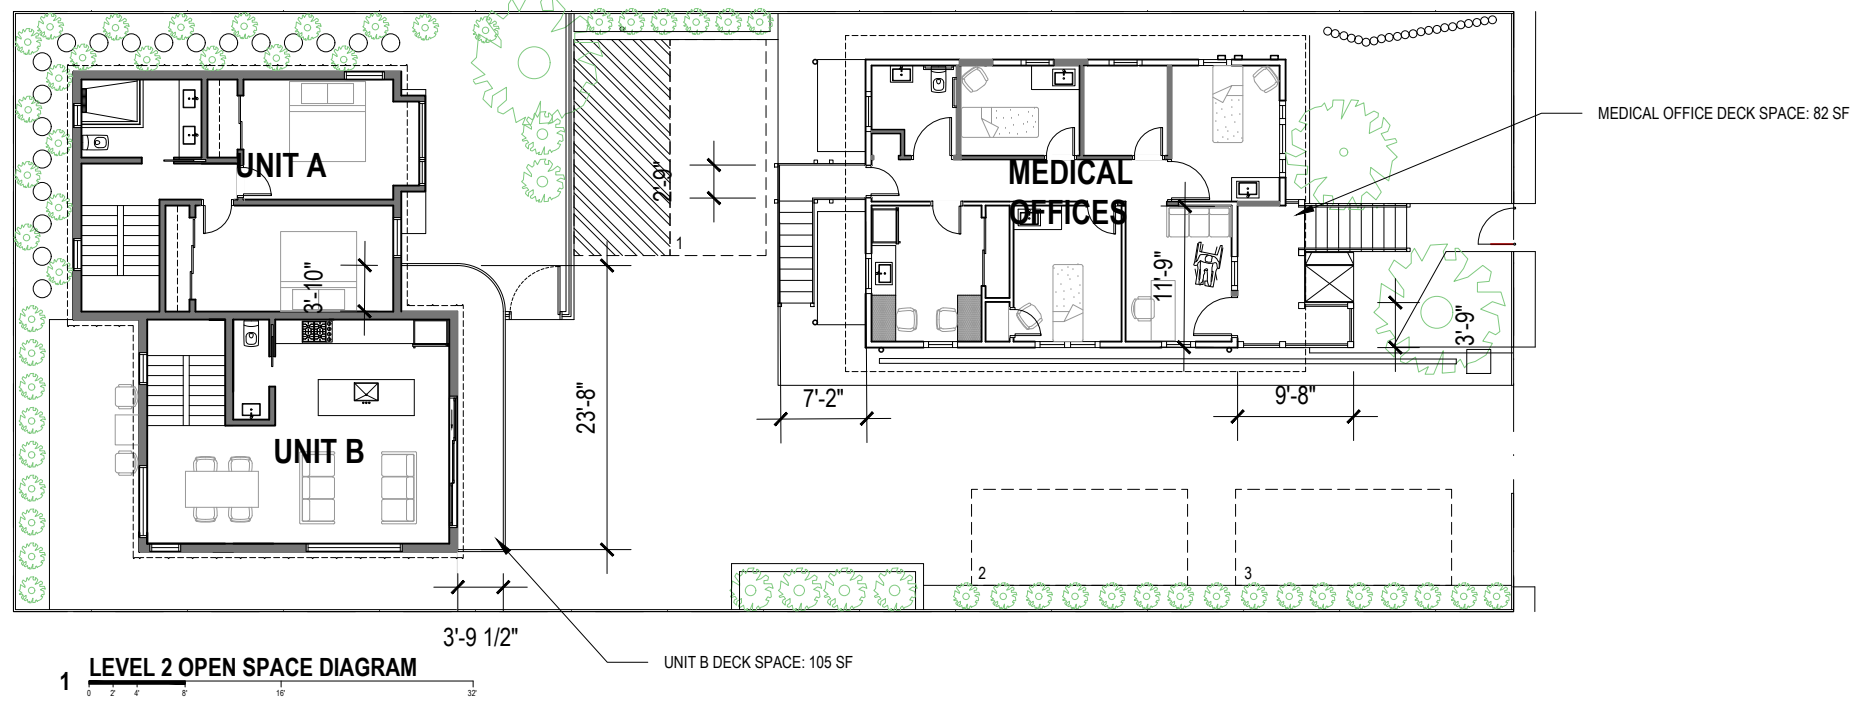 MEDICAL OFFICE DECK SPACE: 82 SF
UNIT A
MEDICAL
OFFICES
2'-9"
1
3'-10"
11'-9"
3'-9"
7'-2"
9'-8"
23'-8"
UNIT B
2
3
3'-9 1/2"
UNIT B DECK SPACE: 105 SF
1 LEVEL 2 OPEN SPACE DIAGRAM
0 2' 4' 8' 16' 32'